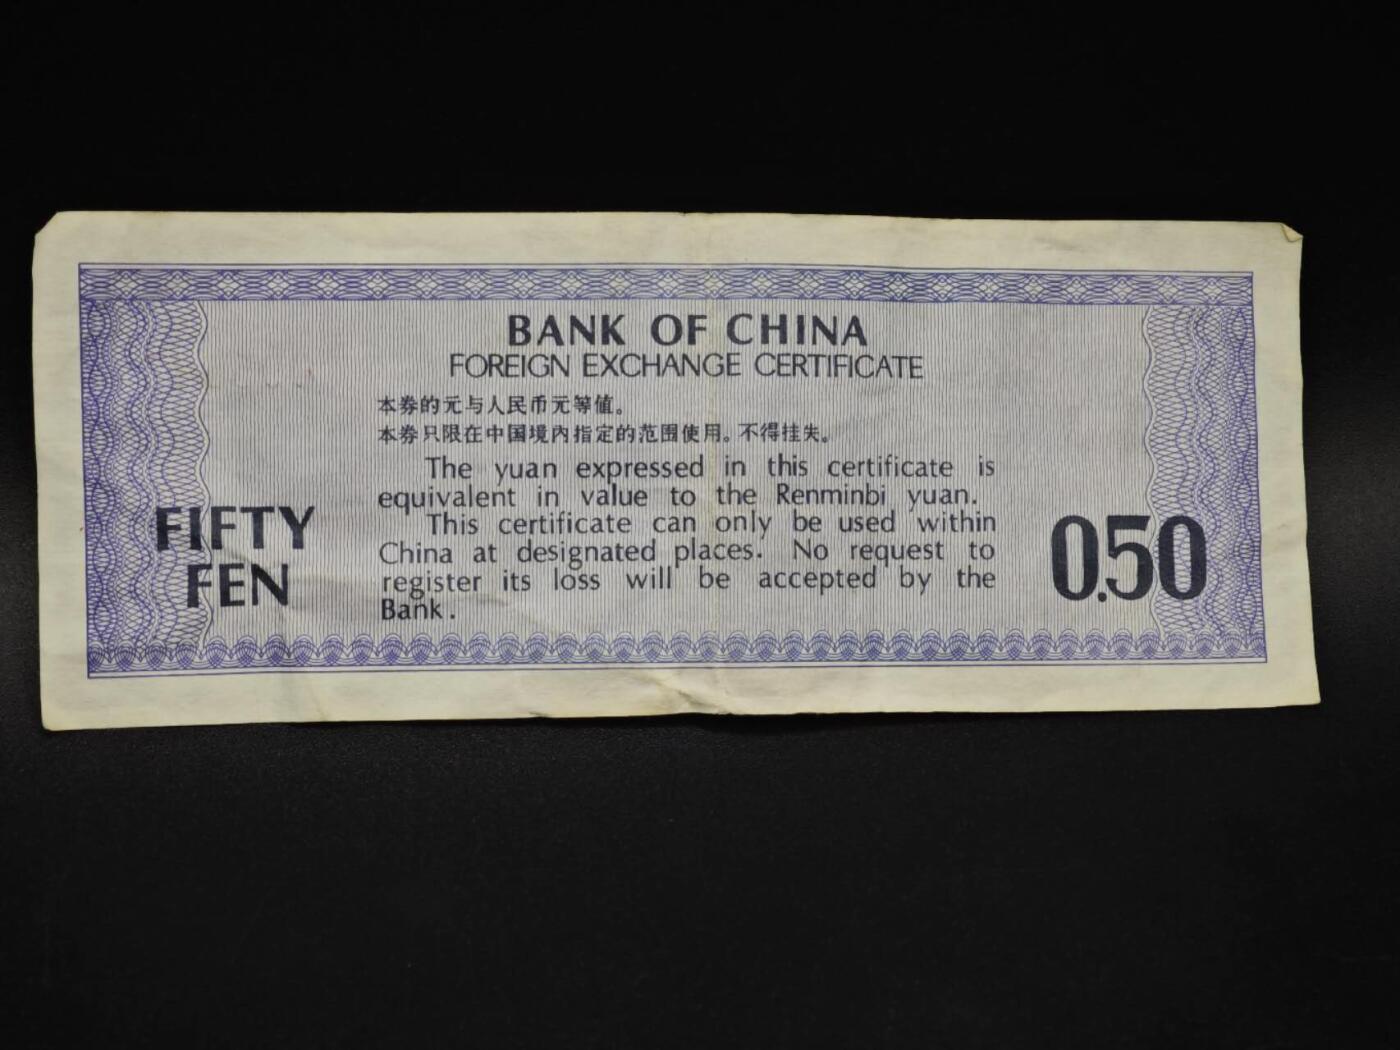 BANK OF CHINA
FOREIGN EXCHANGE CERTIFICATE
本券的元与人民币元等值。
本券只限在中国境内指定的范围使用。不得挂失。
The yuan expressed in this certificate is
equivalent in value to the Renminbi yuan.
This certificate can only be used within
China at designated places. No request to
register its loss will be accepted by the
Bank.
FIFTY
FEN
0.50